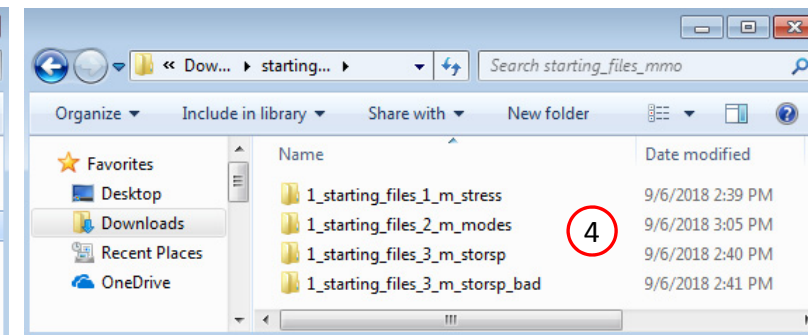 « Dow... ▸ starting... ▸ Search starting_files_mmo
Organize ▾ Include in library ▾ Share with ▾ New folder
Favorites
Desktop
Downloads
Recent Places
OneDrive
Name Date modified
1_starting_files_1_m_stress 9/6/2018 2:39 PM
1_starting_files_2_m_modes 9/6/2018 3:05 PM
1_starting_files_3_m_storsp 9/6/2018 2:40 PM
1_starting_files_3_m_storsp_bad 9/6/2018 2:41 PM
4